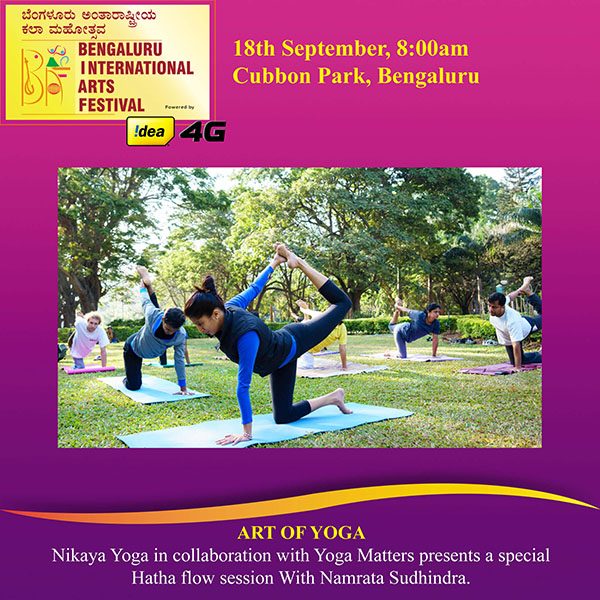 ಬೆಂಗಳೂರು ಅಂತಾರಾಷ್ಟ್ರೀಯ
ಕಲಾ ಮಹೋತ್ಸವ
BENGALURU
INTERNATIONAL
ARTS
FESTIVAL
Powered by
!dea 4G
18th September, 8:00am
Cubbon Park, Bengaluru
ART OF YOGA
Nikaya Yoga in collaboration with Yoga Matters presents a special
Hatha flow session With Namrata Sudhindra.